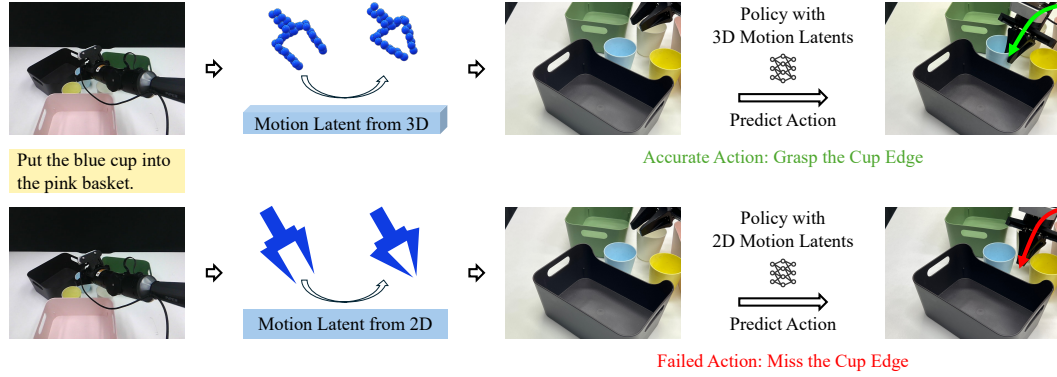 Policy with
3D Motion Latents
Motion Latent from 3D
Predict Action
Accurate Action: Grasp the Cup Edge
Put the blue cup into
the pink basket.
Policy with
2D Motion Latents
Motion Latent from 2D
Predict Action
Failed Action: Miss the Cup Edge